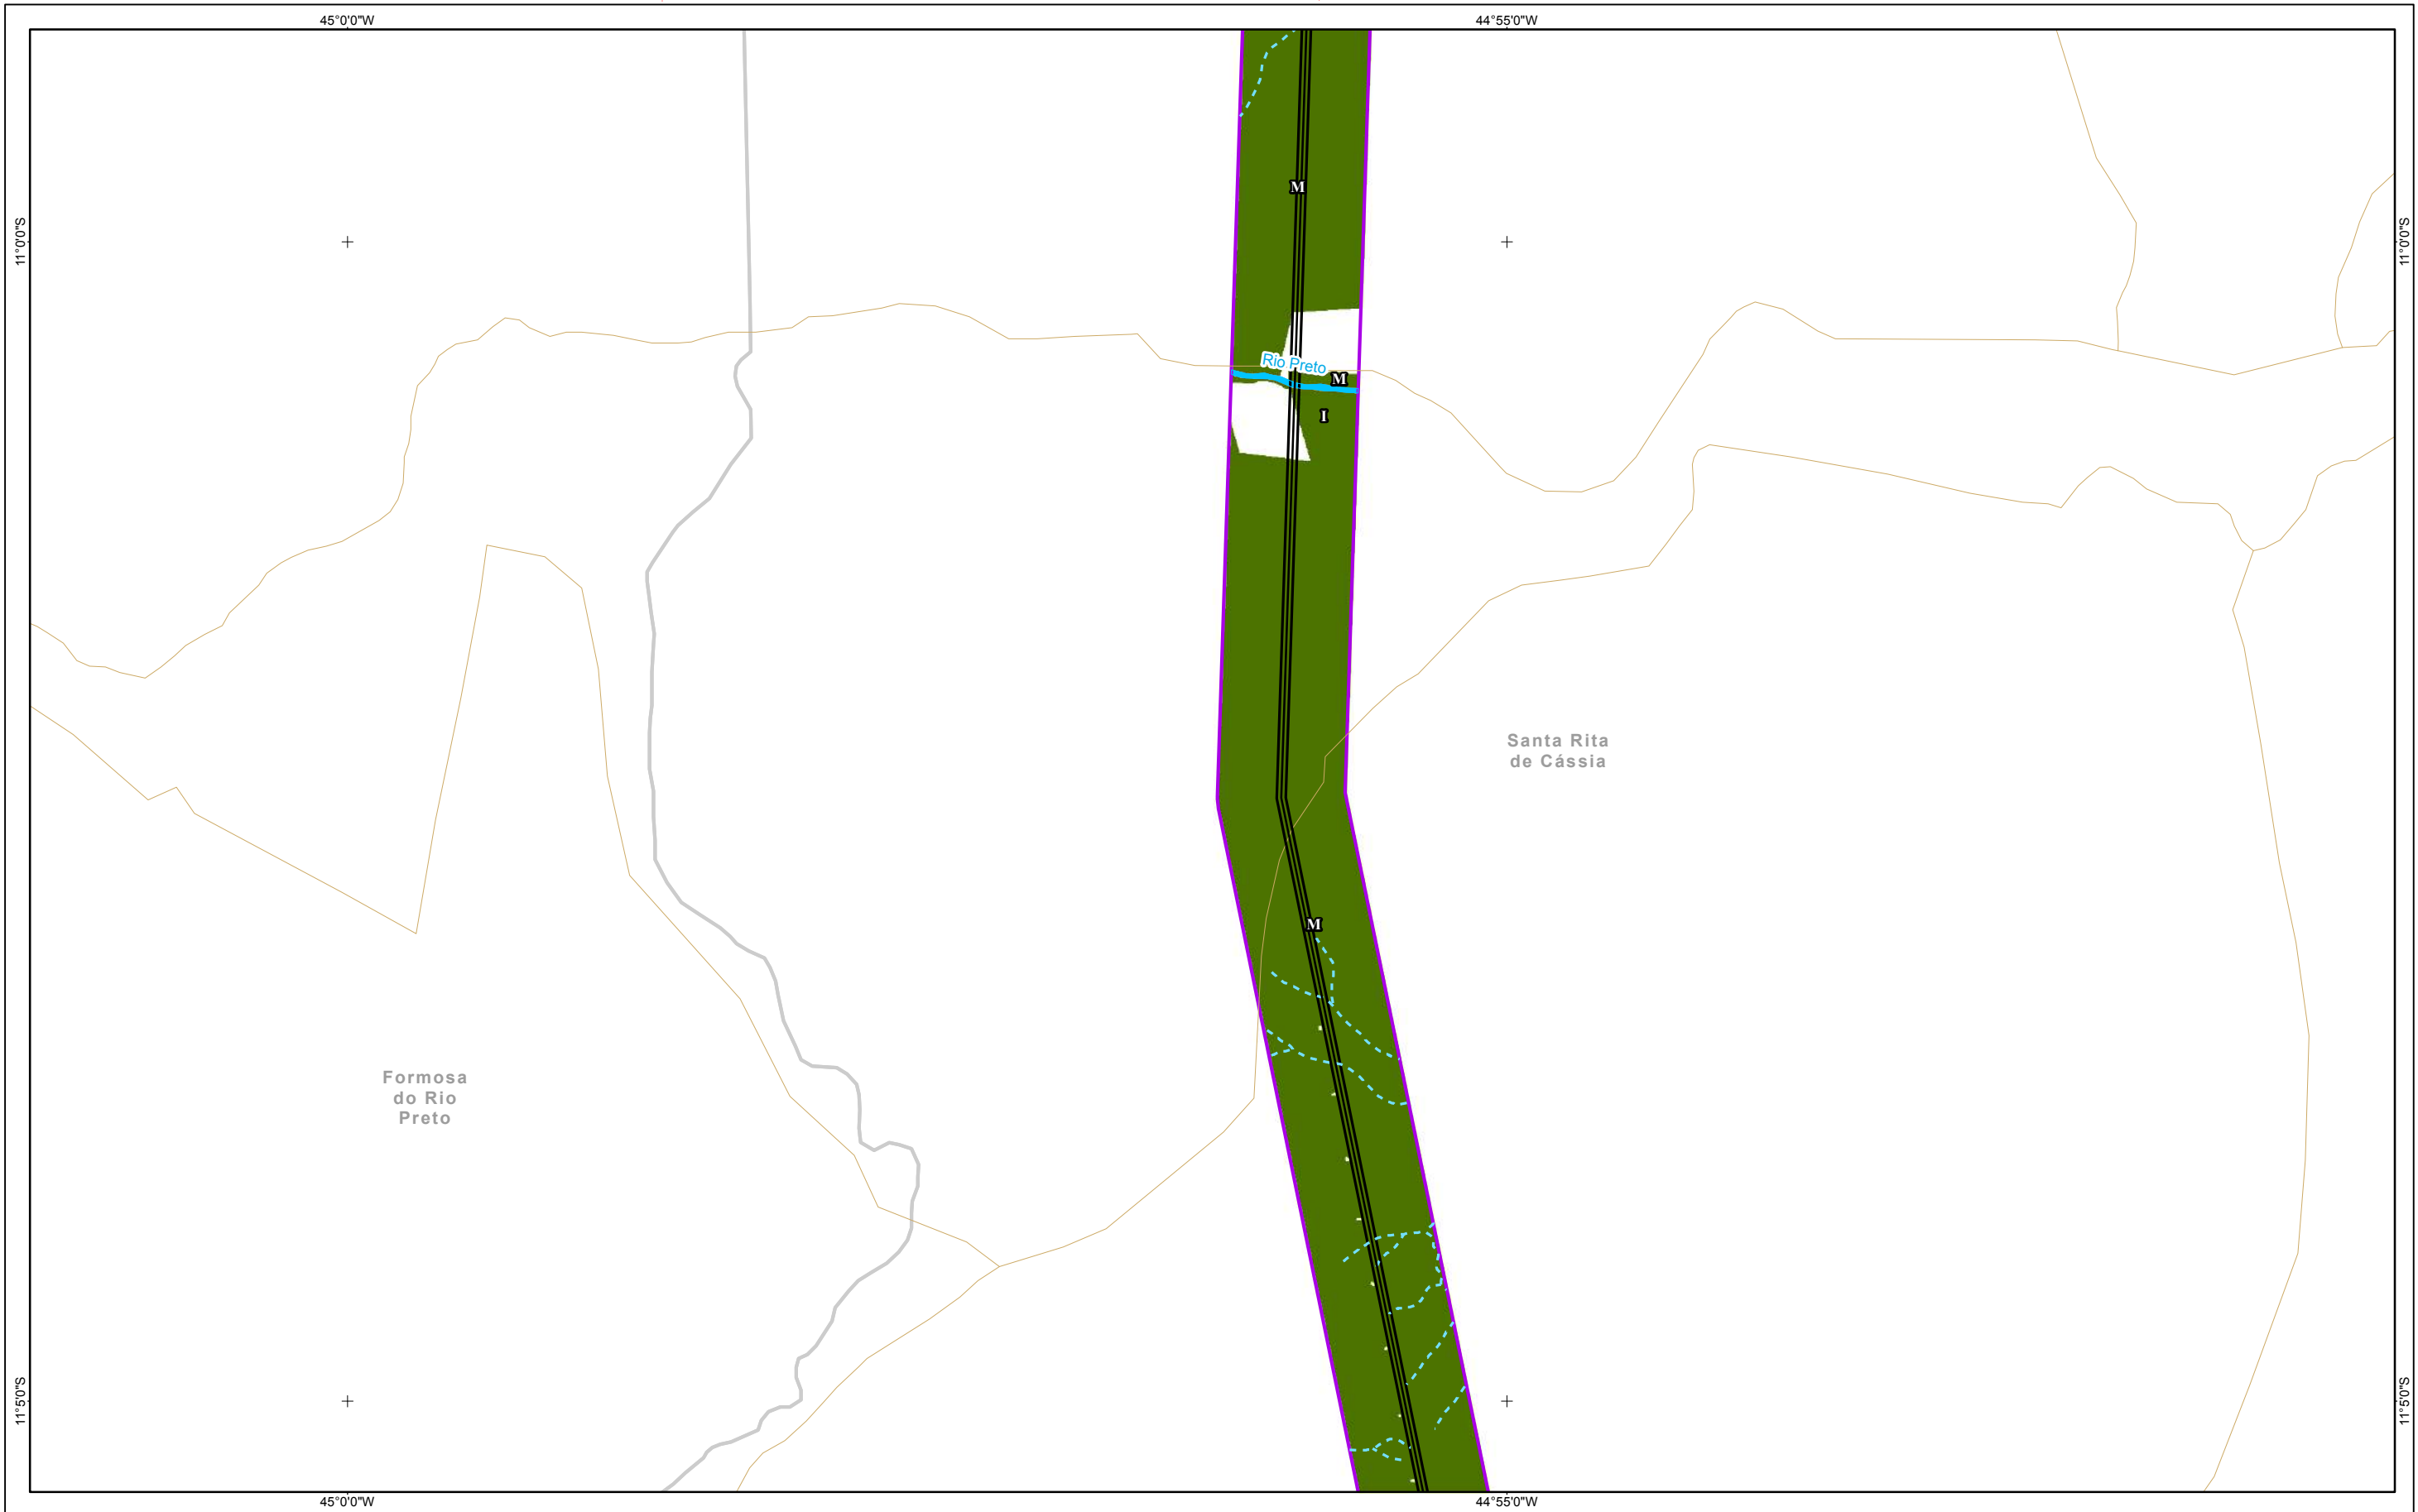 45°0'0"W
44°55'0"W
M
11°0'0"S
11°0'0"S
Rio Preto
M
I
Santa Rita
de Cássia
M
Formosa
do Rio
Preto
11°5'0"S
11°5'0"S
45°0'0"W
44°55'0"W